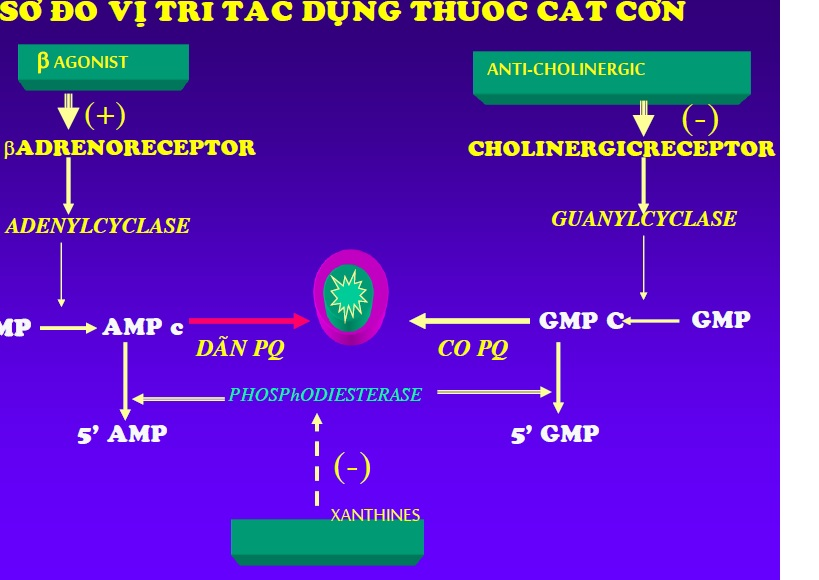 SƠ ĐỒ VỊ TRÍ TÁC DỤNG THUỐC CẮT CƠN
β AGONIST
ANTI-CHOLINERGIC
(+)
(-)
βADRENORECEPTOR
CHOLINERGICRECEPTOR
ADENYLCYCLASE
GUANYLCYCLASE
MP
AMP c
GMP C
GMP
DÃN PQ
CO PQ
PHOSPhODIESTERASE
5’ AMP
5’ GMP
(-)
XANTHINES